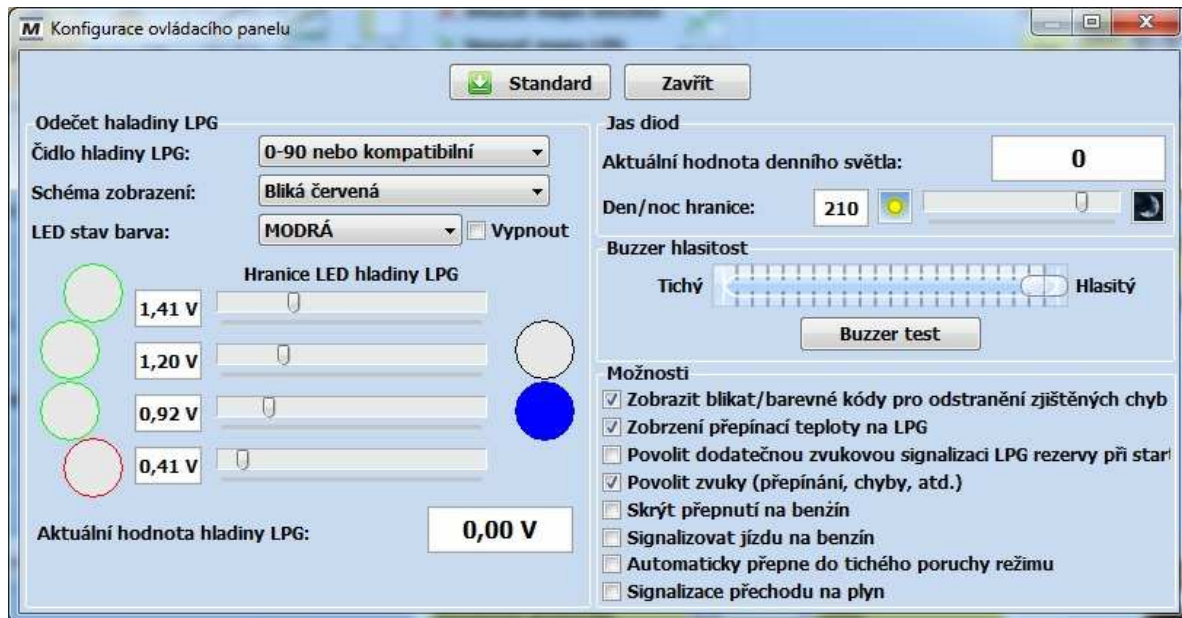 M Konfigurace ovládacího panelu
Standard
Zavřít
Odečet haladiny LPG
Čidlo hladiny LPG:
0-90 nebo kompatibilní
Schéma zobrazení:
Bliká červená
LED stav barva:
MODRÁ
Vypnout
Hranice LED hladiny LPG
1,41 V
1,20 V
0,92 V
0,41 V
Aktuální hodnota hladiny LPG:
0,00 V
Jas diod
Aktuální hodnota denního světla:
0
Den/noc hranice:
210
Buzzer hlasitost
Tichý
Hlasitý
Buzzer test
Možnosti
Zobrazit blikat/barevné kódy pro odstranění zjištěných chyb
Zobrzení přepínací teploty na LPG
Povolit dodatečnou zvukovou signalizaci LPG rezervy při start
Povolit zvuky (přepínání, chyby, atd.)
Skrýt přepnutí na benżín
Signalizovat jízdu na benzín
Automaticky přepne do tichého poruchy režimu
Signalizace přechodu na plyn